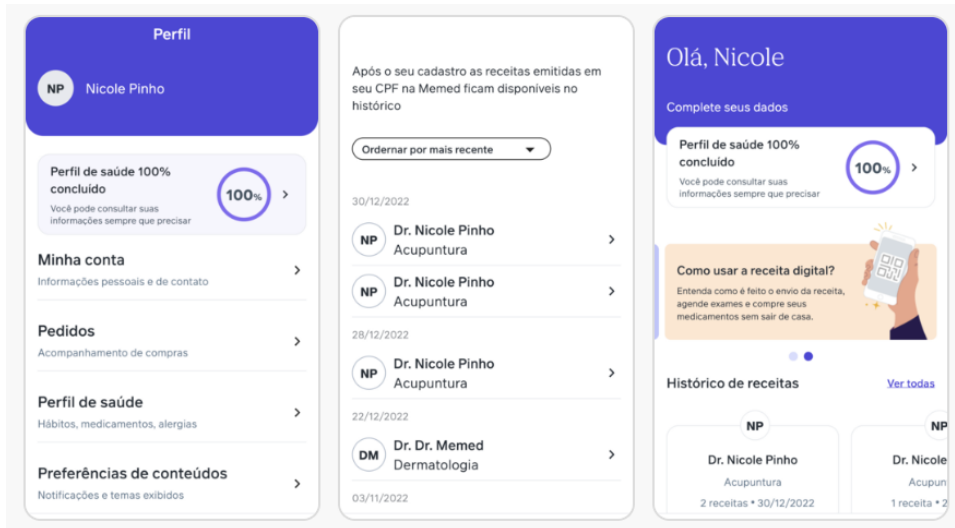 Perfil
NP
Nicole Pinho
Perfil de saúde 100%
concluído
Você pode consultar suas
informações sempre que precisar
100%
Minha conta
Informações pessoais e de contato
Pedidos
Acompanhamento de compras
Perfil de saúde
Hábitos, medicamentos, alergias
Preferências de conteúdos
Notificações e temas exibidos
Após o seu cadastro as receitas emitidas em
seu CPF na Memed ficam disponíveis no
histórico
Ordernar por mais recente
30/12/2022
NP
Dr. Nicole Pinho
Acupuntura
NP
Dr. Nicole Pinho
Acupuntura
28/12/2022
NP
Dr. Nicole Pinho
Acupuntura
22/12/2022
DM
Dr. Dr. Memed
Dermatologia
03/11/2022
Olá, Nicole
Complete seus dados
Perfil de saúde 100%
concluído
Você pode consultar suas
informações sempre que precisar
100%
Como usar a receita digital?
Entenda como é feito o envio da receita,
agende exames e compre seus
medicamentos sem sair de casa.
Histórico de receitas
Ver todas
NP
Dr. Nicole Pinho
Acupuntura
2 receitas • 30/12/2022
NP
Dr. Nicole
Acupun
1 receita • 2